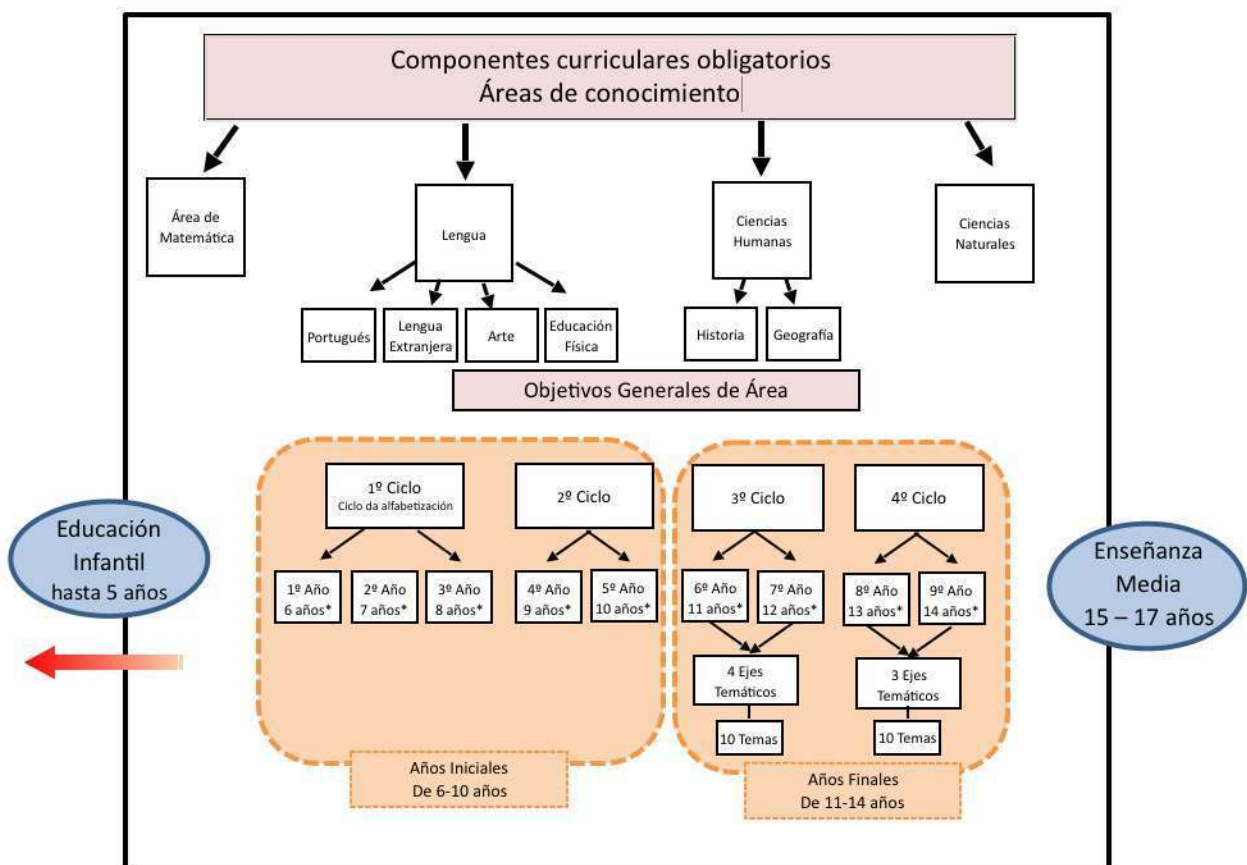 Componentes curriculares obligatorios
Áreas de conocimiento
Área de
Matemática
Lengua
Ciencias
Humanas
Ciencias
Naturales
Portugués
Lengua
Extranjera
Arte
Educación
Física
Historia
Geografía
Objetivos Generales de Área
1º Ciclo
Ciclo da alfabetización
2º Ciclo
3º Ciclo
4º Ciclo
Educación
Infantil
hasta 5 años
Enseñanza
Media
15 – 17 años
1º Año
6 años*
2º Año
7 años*
3º Año
8 años*
4º Año
9 años*
5º Año
10 años*
6º Año
11 años*
7º Año
12 años*
8º Año
13 años*
9º Año
14 años*
4 Ejes
Temáticos
3 Ejes
Temáticos
10 Temas
10 Temas
Años Iniciales
De 6-10 años
Años Finales
De 11-14 años